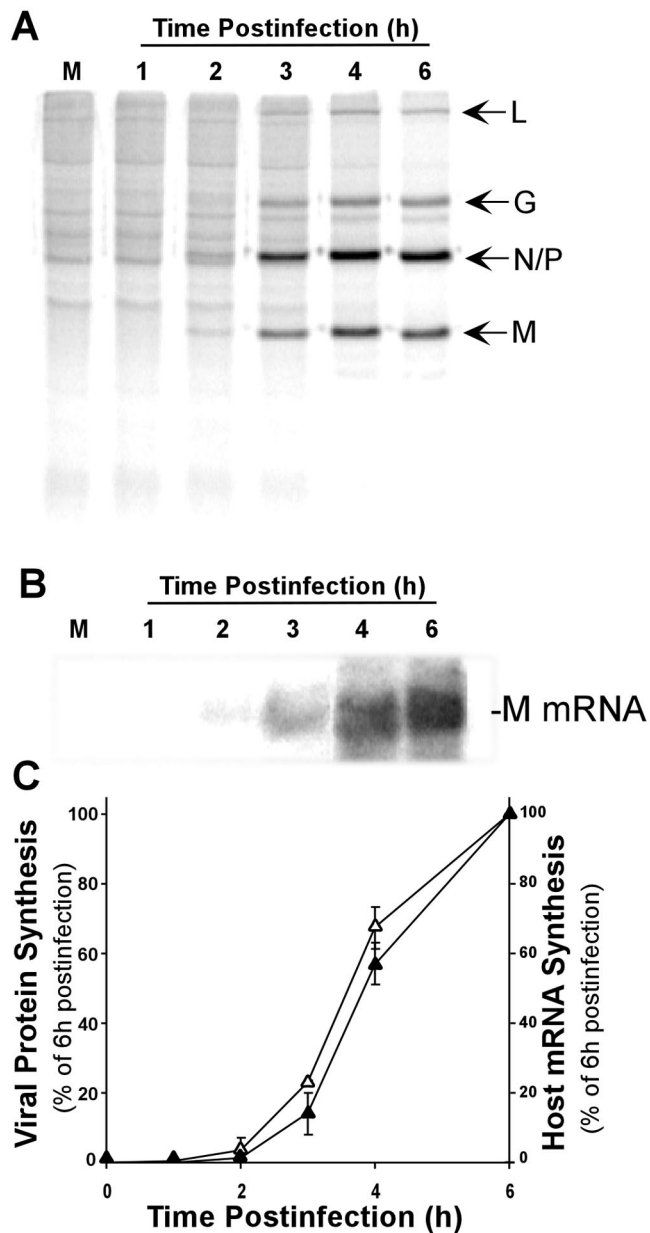 A
Time Postinfection (h)
M 1 2 3 4 6
L
G
N/P
M
B
Time Postinfection (h)
M 1 2 3 4 6
-M mRNA
C
Viral Protein Synthesis
(% of 6h postinfection)
100
80
60
40
20
0
100
80
60
40
20
0
Host mRNA Synthesis
(% of 6h postinfection)
0 2 4 6
Time Postinfection (h)